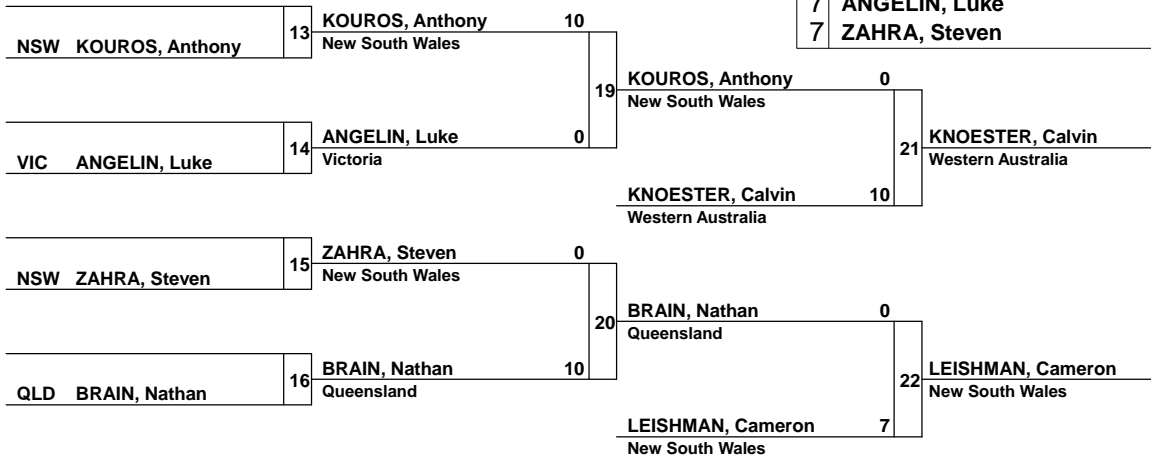 7 ANGELIN, Luke
7 ZAHRA, Steven
NSW KOUROS, Anthony
13
KOUROS, Anthony 10
New South Wales
19
KOUROS, Anthony 0
New South Wales
VIC ANGELIN, Luke
14
ANGELIN, Luke 0
Victoria
21
KNOESTER, Calvin
Western Australia
KNOESTER, Calvin 10
Western Australia
NSW ZAHRA, Steven
15
ZAHRA, Steven 0
New South Wales
20
BRAIN, Nathan 0
Queensland
QLD BRAIN, Nathan
16
BRAIN, Nathan 10
Queensland
22
LEISHMAN, Cameron
New South Wales
LEISHMAN, Cameron 7
New South Wales